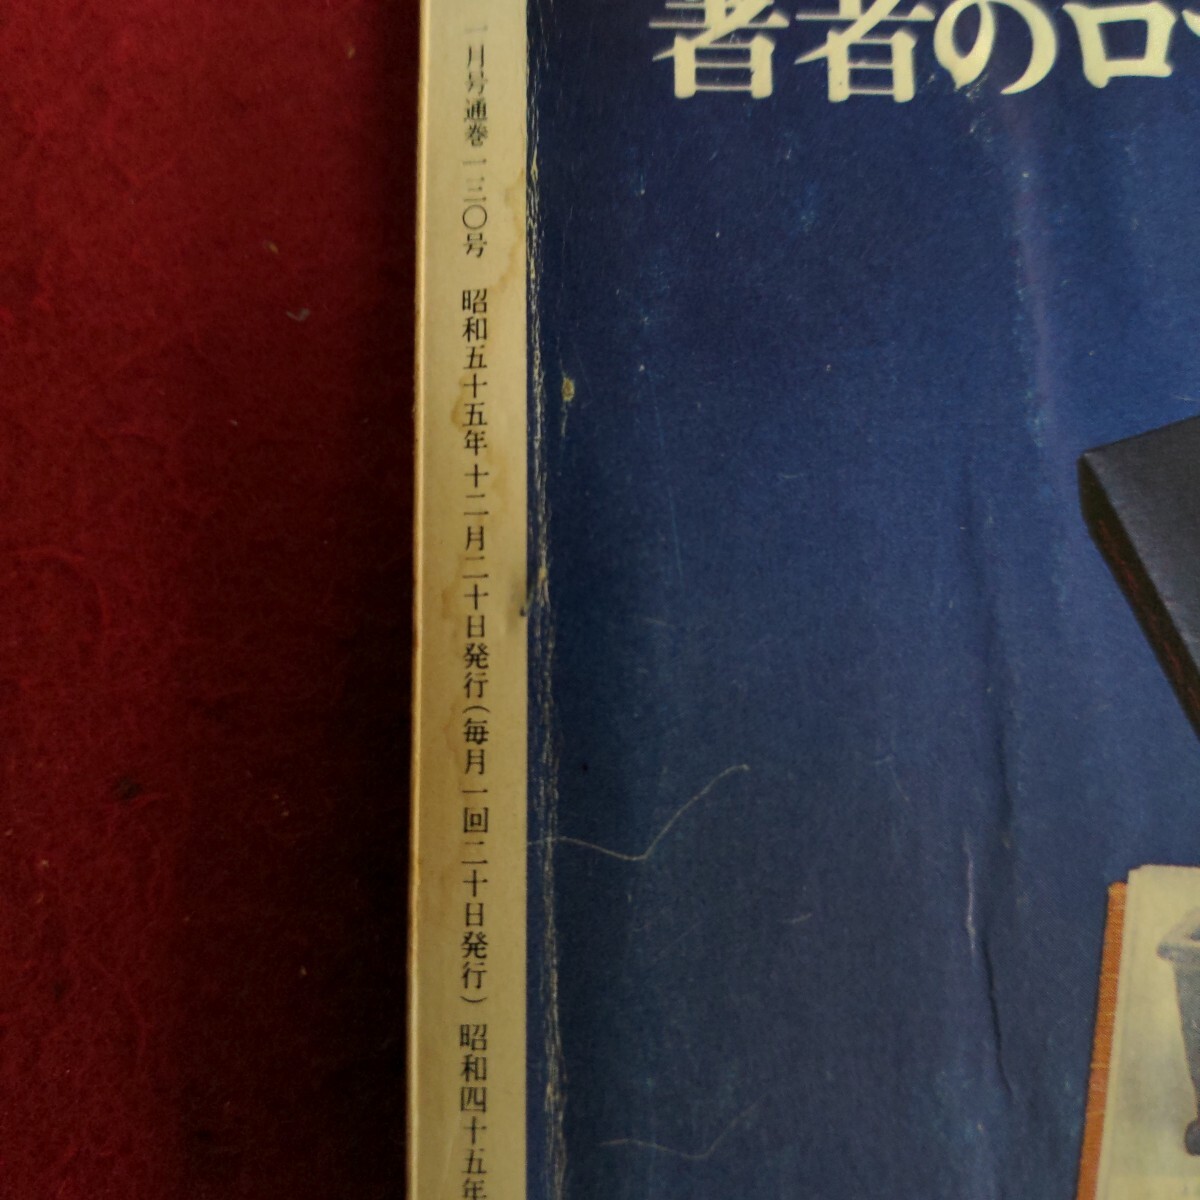 著者のロ
一月号通巻一三〇号　昭和五十五年十二月二十日発行(毎月一回二十日発行)　昭和四十五年